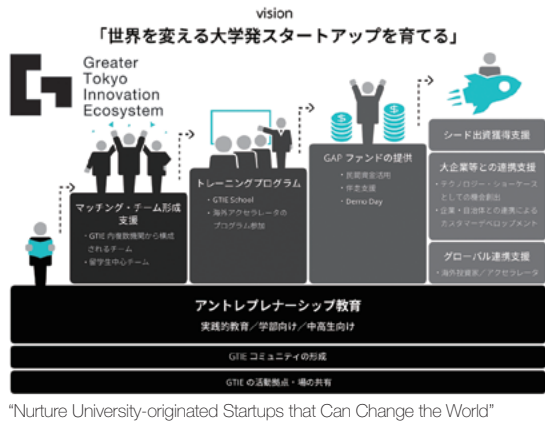 vision
「世界を変える大学発スタートアップを育てる」
Greater
Tokyo
Innovation
Ecosystem
マッチング・チーム形成
支援
・GTIE 内複数機関から構成
されるチーム
・留学生中心チーム
トレーニングプログラム
・GTIE School
・海外アクセラレータの
プログラム参加
GAP ファンドの提供
・民間資金活用
・伴走支援
・Demo Day
シード出資獲得支援
大企業等との連携支援
・テクノロジー・ショーケース
としての機会創出
・企業・自治体との連携による
カスタマーデベロップメント
グローバル連携支援
・海外投資家／アクセラレータ
アントレプレナーシップ教育
実践的教育／学部向け／中高生向け
GTIE コミュニティの形成
GTIE の活動拠点・場の共有
"Nurture University-originated Startups that Can Change the World"